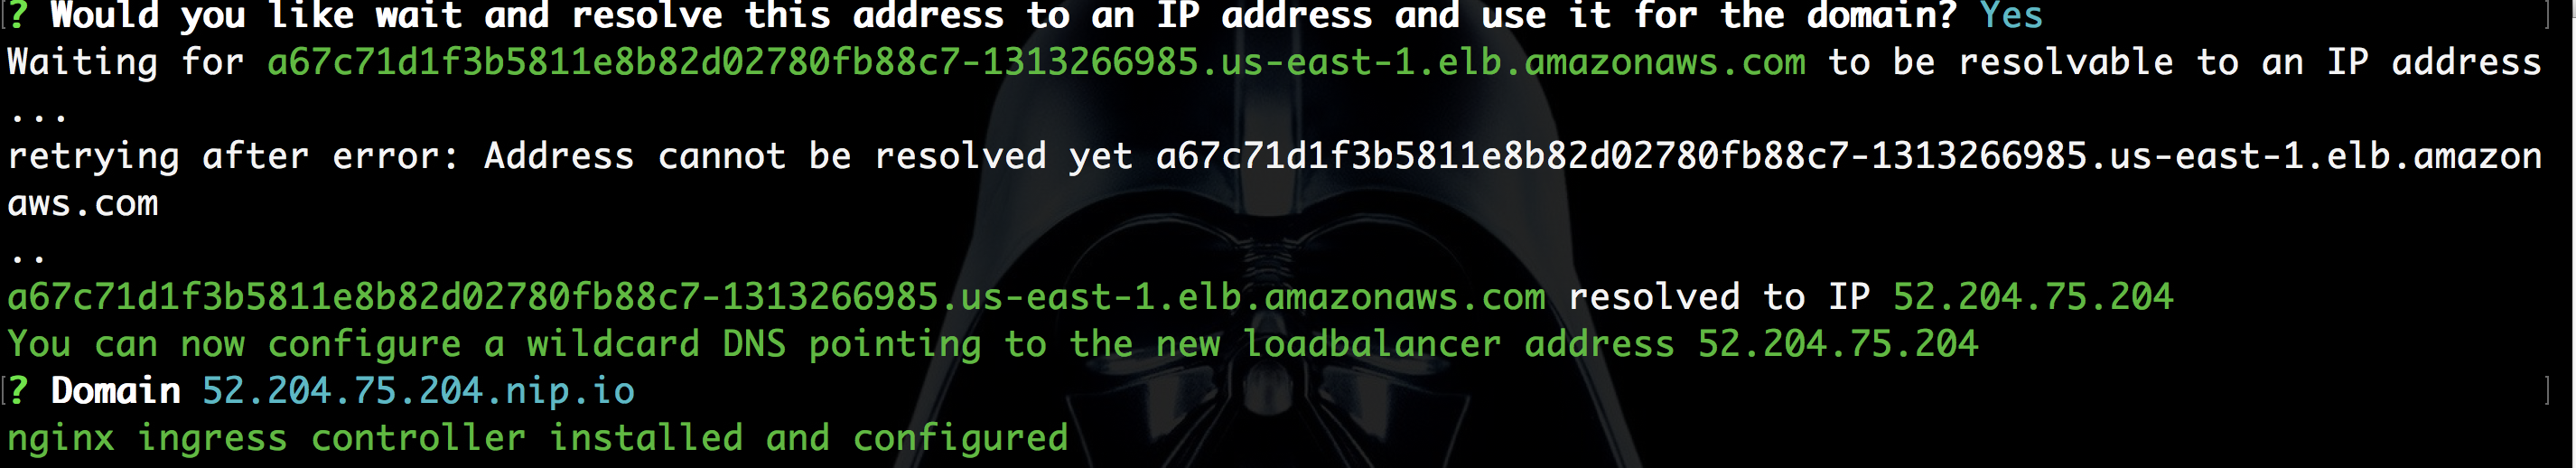 ? Would you like wait and resolve this address to an IP address and use it for the domain? Yes
Waiting for a67c71d1f3b5811e8b82d02780fb88c7-1313266985.us-east-1.elb.amazonaws.com to be resolvable to an IP address
...
retrying after error: Address cannot be resolved yet a67c71d1f3b5811e8b82d02780fb88c7-1313266985.us-east-1.elb.amazon
aws.com
..
a67c71d1f3b5811e8b82d02780fb88c7-1313266985.us-east-1.elb.amazonaws.com resolved to IP 52.204.75.204
You can now configure a wildcard DNS pointing to the new loadbalancer address 52.204.75.204
? Domain 52.204.75.204.nip.io
nginx ingress controller installed and configured